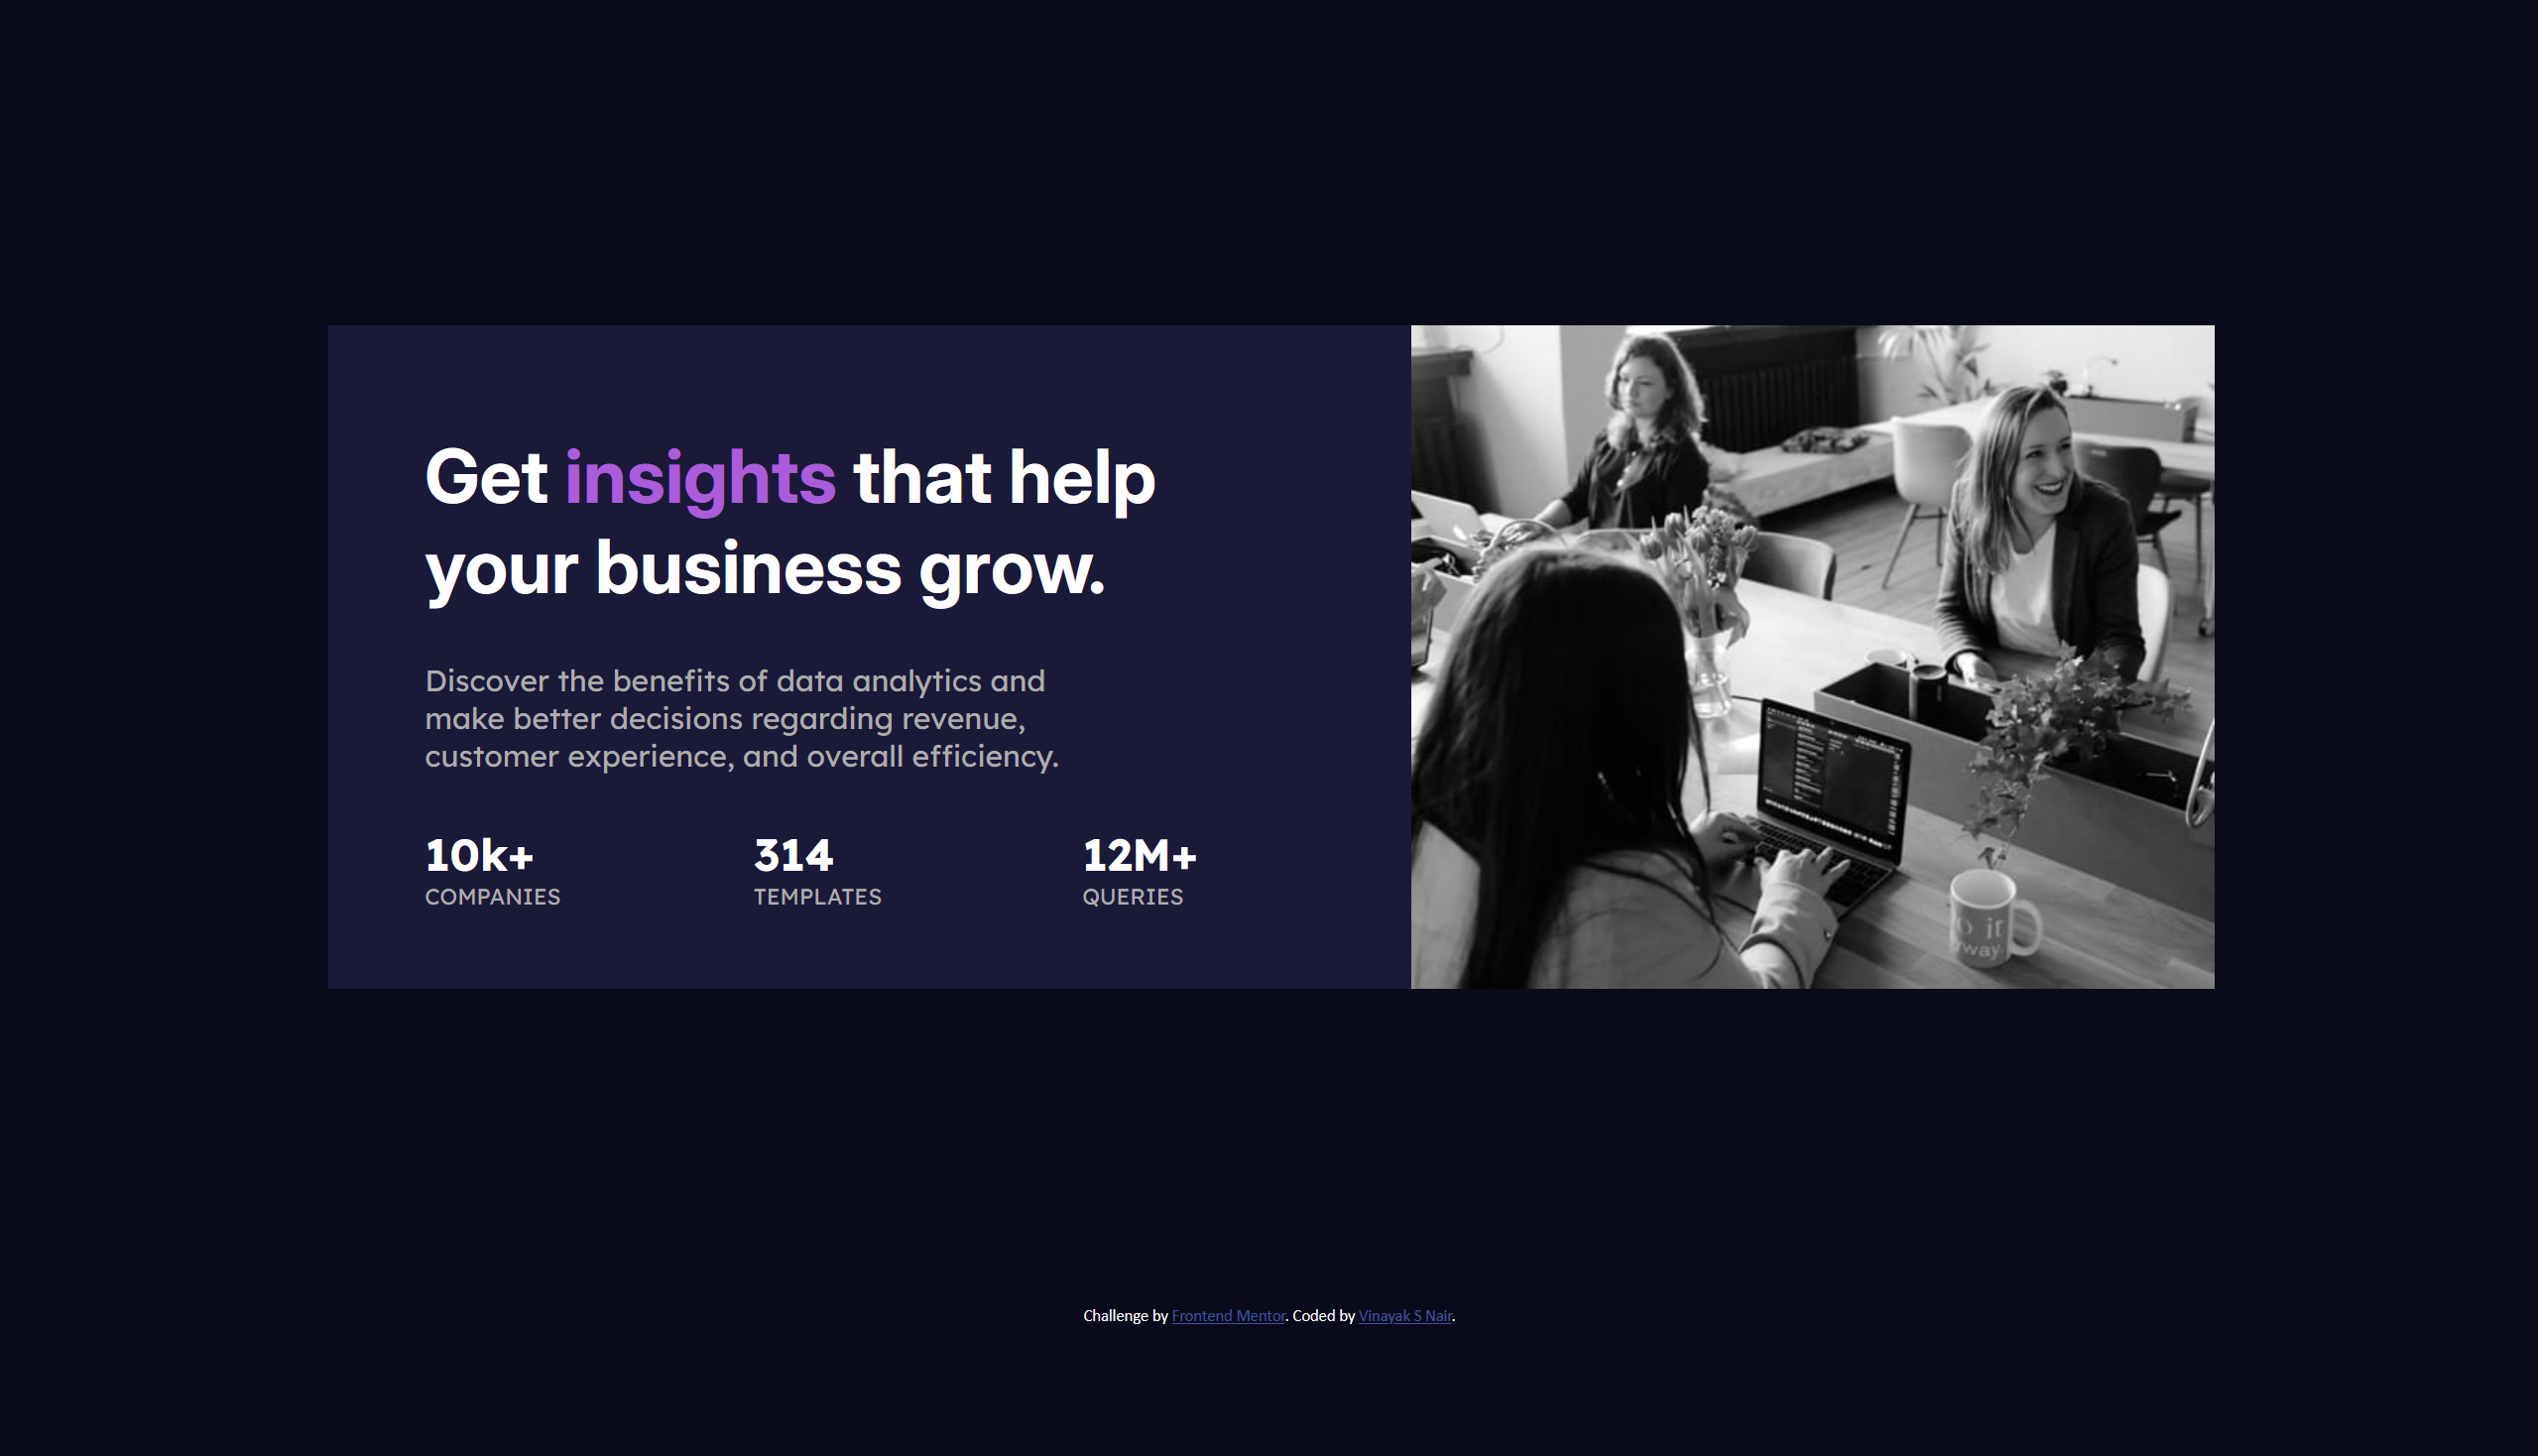 Get insights that help
your business grow.
Discover the benefits of data analytics and
make better decisions regarding revenue,
customer experience, and overall efficiency.
10k+
COMPANIES
314
TEMPLATES
12M+
QUERIES
o it
yway.
Challenge by Frontend Mentor. Coded by Vinayak S Nair.